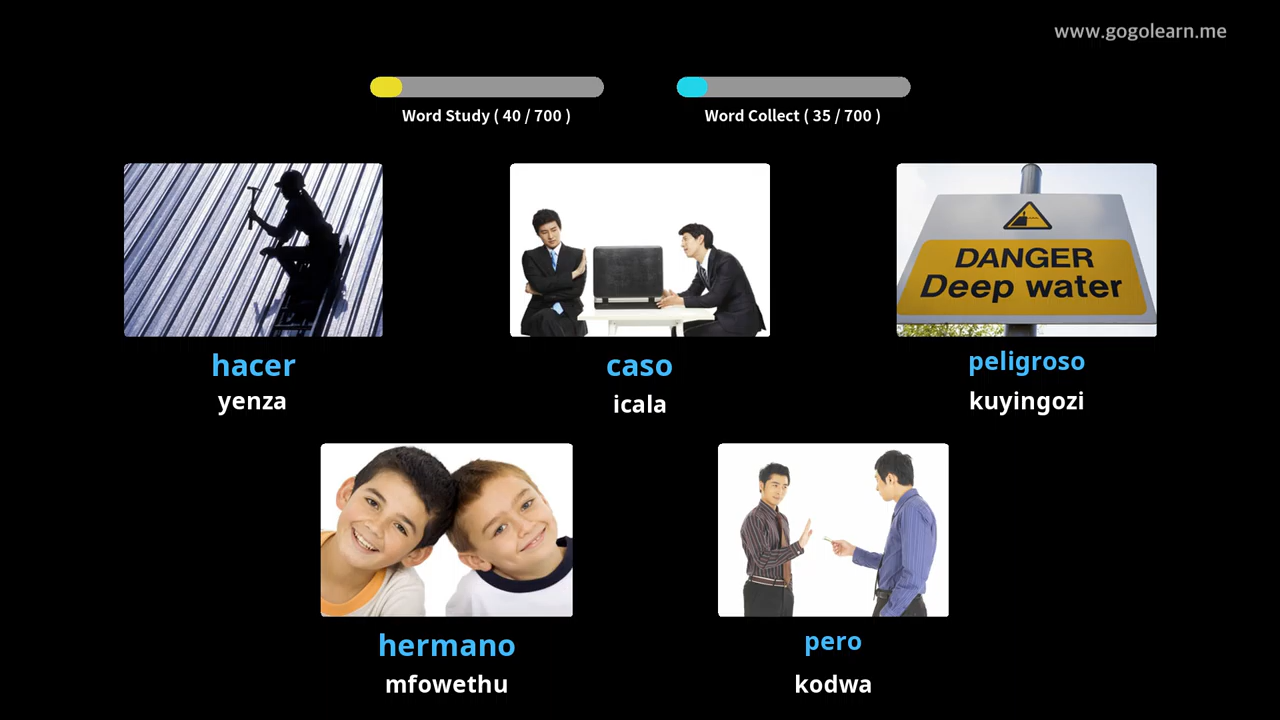 www.gogolearn.me
Word Study ( 40 / 700 )
Word Collect ( 35 / 700 )
DANGER
Deep water
hacer
yenza
caso
icala
peligroso
kuyingozi
hermano
mfowethu
pero
kodwa